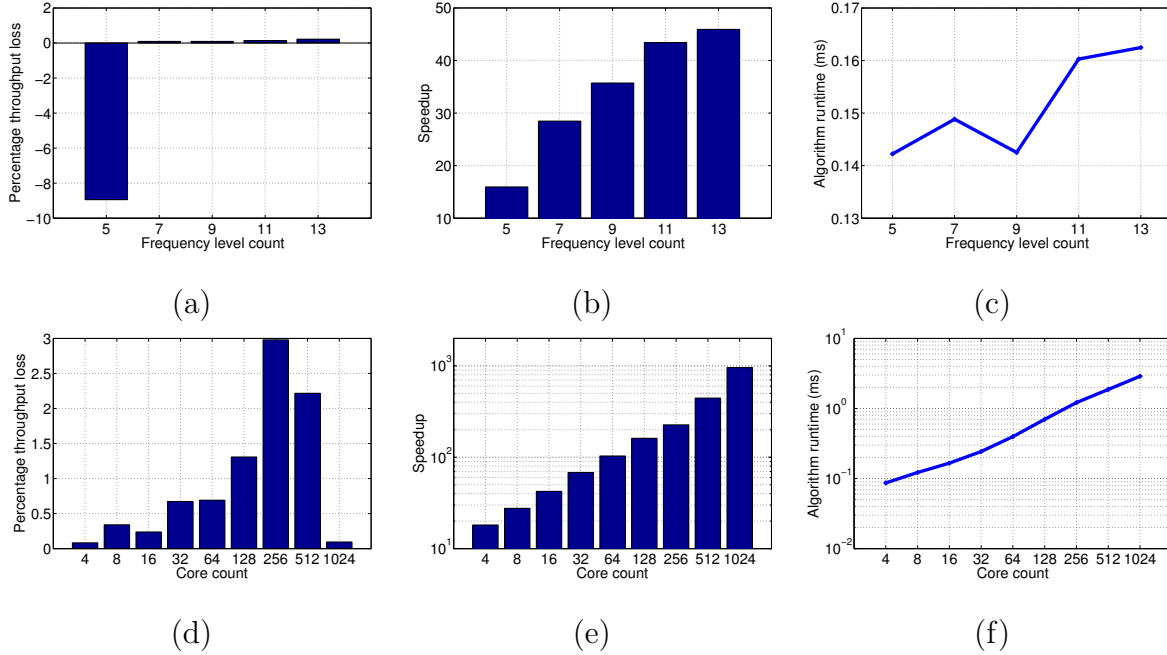 2
0
−2
−4
−6
−8
−10
Percentage throughput loss
5 7 9 11 13
Frequency level count
(a)
50
40
30
20
10
Speedup
5 7 9 11 13
Frequency level count
(b)
0.17
0.16
0.15
0.14
0.13
Algorithm runtime (ms)
5 7 9 11 13
Frequency level count
(c)
3
2.5
2
1.5
1
0.5
0
Percentage throughput loss
4 8 16 32 64 128 256 512 1024
Core count
(d)
10^3
10^2
10^1
Speedup
4 8 16 32 64 128 256 512 1024
Core count
(e)
10^1
10^0
10^−1
10^−2
Algorithm runtime (ms)
4 8 16 32 64 128 256 512 1024
Core count
(f)